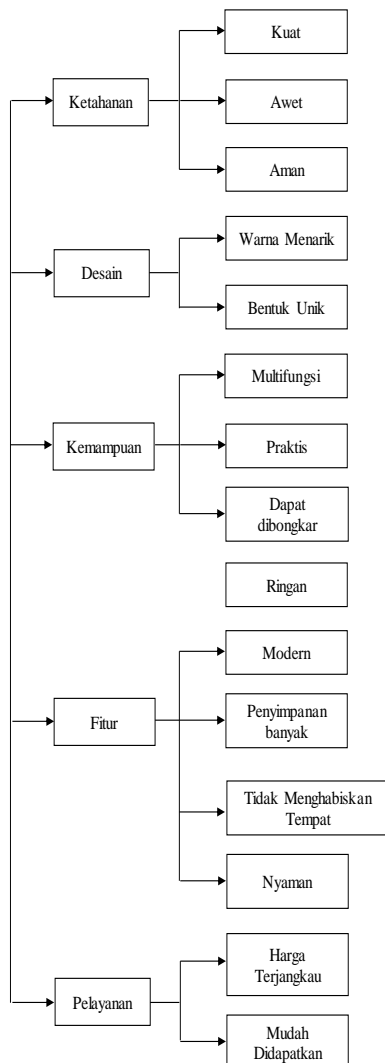 Kuat
Ketahanan
Awet
Aman
Warna Menarik
Desain
Bentuk Unik
Multifungsi
Kemampuan
Praktis
Dapat
dibongkar
Ringan
Modern
Fitur
Penyimpanan
banyak
Tidak Menghabiskan
Tempat
Nyaman
Harga
Terjangkau
Pelayanan
Mudah
Didapatkan